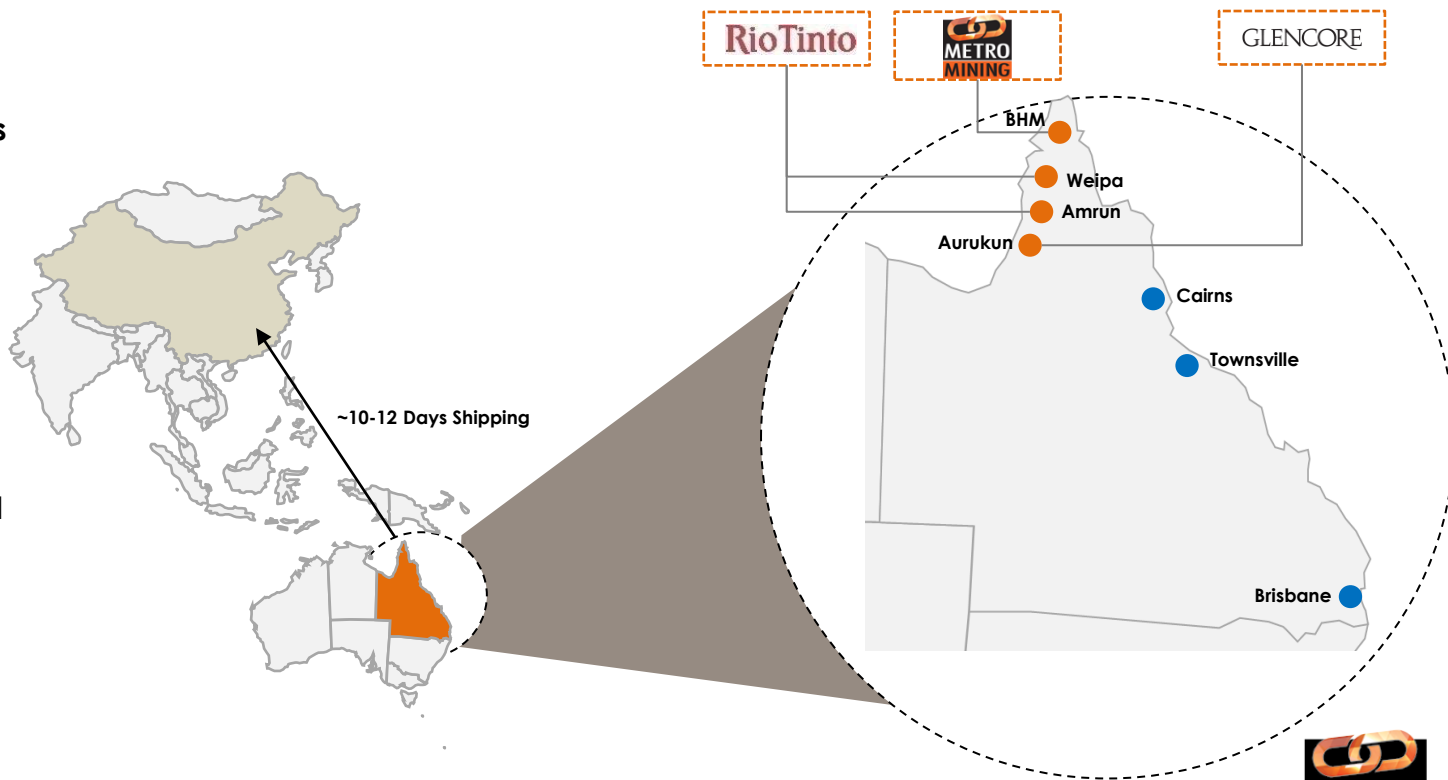 RioTinto
METRO
MINING
GLENCORE
s
BHM
Weipa
Amrun
Aurukun
Cairns
Townsville
~10-12 Days Shipping
Brisbane